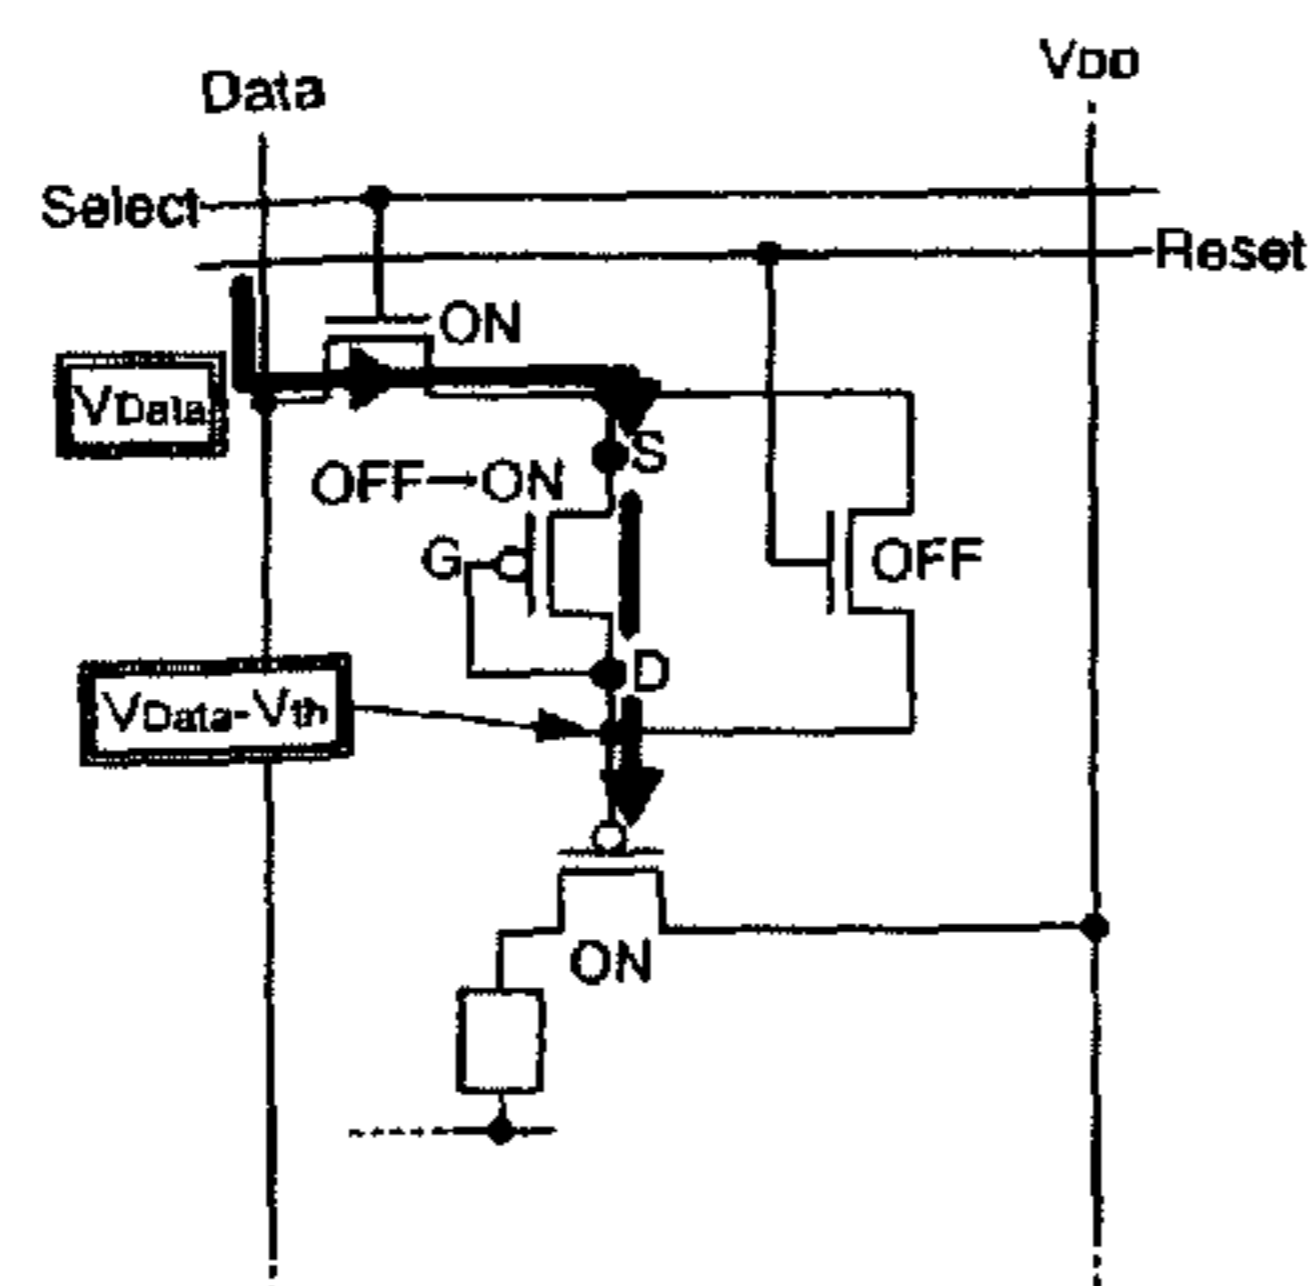 VDD
Data
Select
Reset
ON
VData
S
OFF→ON
G
OFF
D
VData-Vth
ON